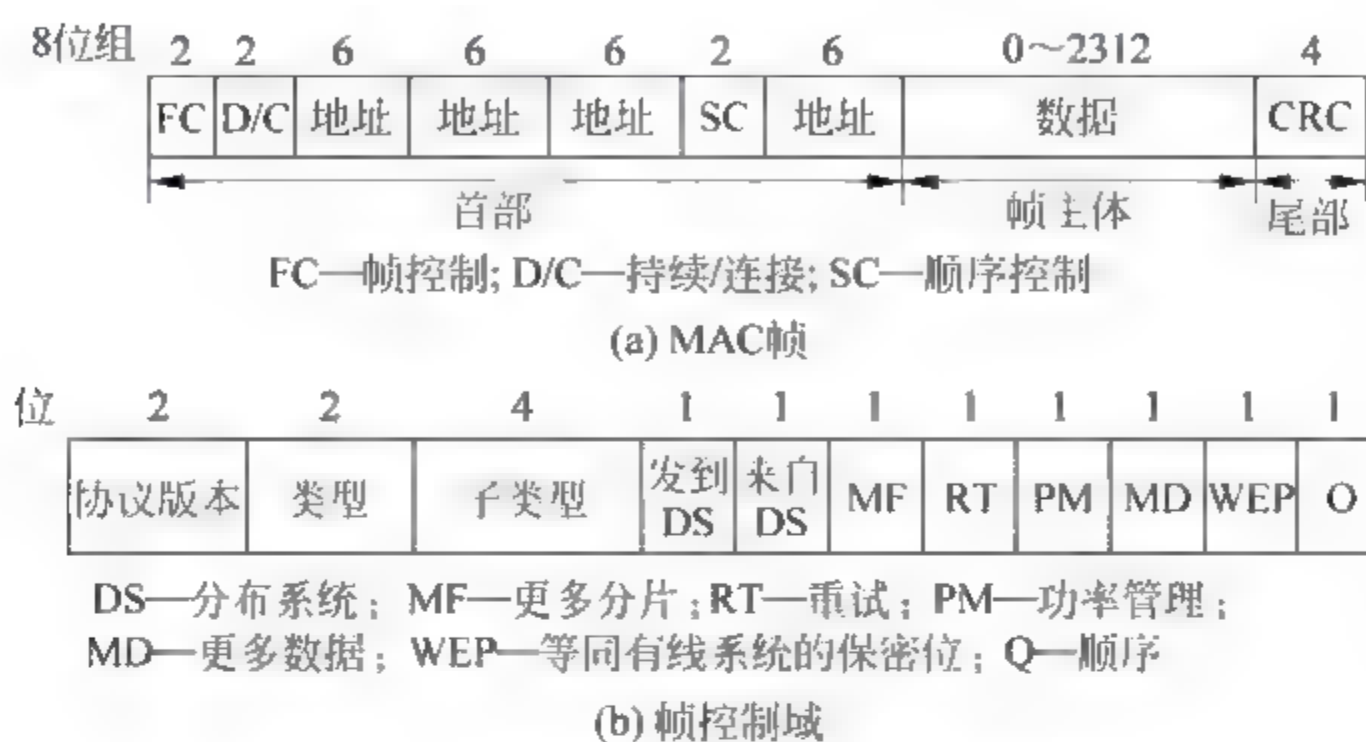 8位组 2 2 6 6 6 2 6 0～2312 4
FC D/C 地址 地址 地址 SC 地址 数据 CRC
首部 帧主体 尾部
FC—帧控制; D/C—持续/连接; SC—顺序控制
(a) MAC帧
位 2 2 4 1 1 1 1 1 1 1 1
协议版本 类型 子类型 发到DS 来自DS MF RT PM MD WEP O
DS—分布系统; MF—更多分片; RT—重试; PM—功率管理;
MD—更多数据; WEP—等同有线系统的保密位; Q—顺序
(b) 帧控制域